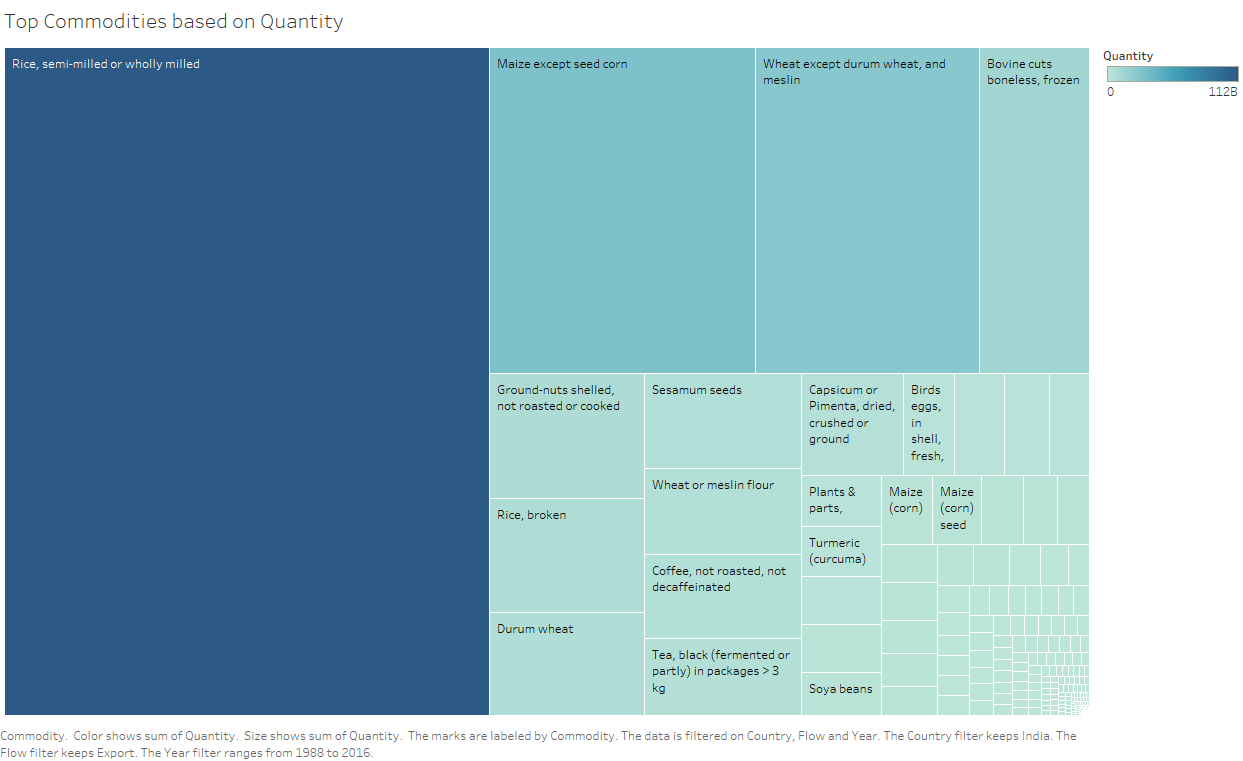 Top Commodities based on Quantity
Rice, semi-milled or wholly milled
Maize except seed corn
Wheat except durum wheat, and
meslin
Bovine cuts
boneless, frozen
Quantity
0
112B
Ground-nuts shelled,
not roasted or cooked
Sesamum seeds
Capsicum or
Pimenta, dried,
crushed or
ground
Birds
eggs,
in
shell,
fresh,
Wheat or meslin flour
Plants &
parts,
Maize
(corn)
Maize
(corn)
seed
Rice, broken
Turmeric
(curcuma)
Coffee, not roasted, not
decaffeinated
Durum wheat
Tea, black (fermented or
partly) in packages > 3
kg
Soya beans
Commodity.  Color shows sum of Quantity.  Size shows sum of Quantity.  The marks are labeled by Commodity. The data is filtered on Country, Flow and Year. The Country filter keeps India. The
Flow filter keeps Export. The Year filter ranges from 1988 to 2016.